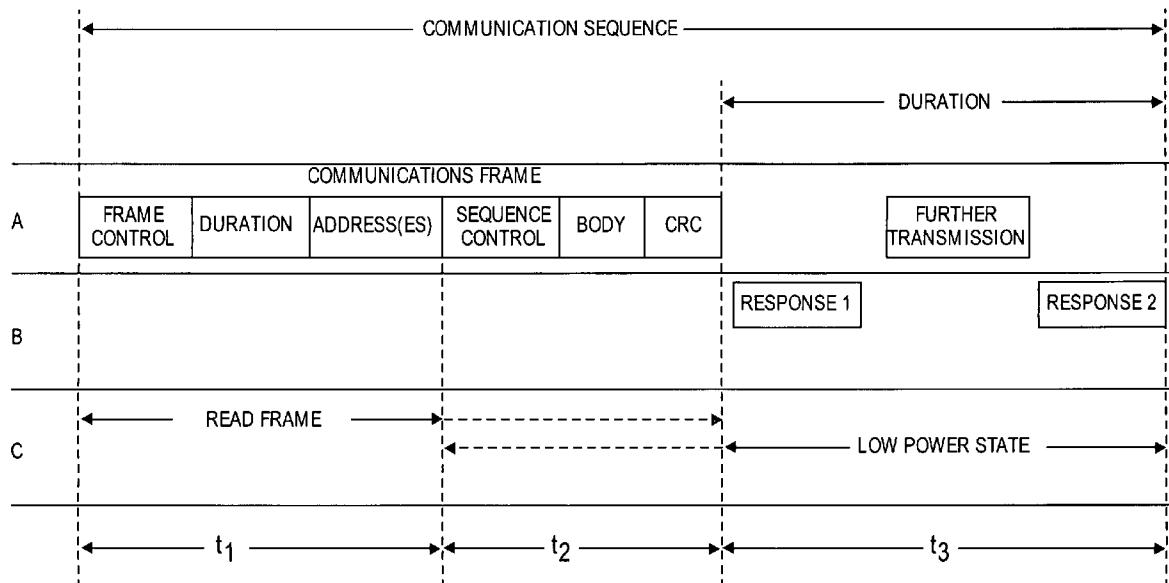 COMMUNICATION SEQUENCE
DURATION
COMMUNICATIONS FRAME
A
FRAME CONTROL
DURATION
ADDRESS(ES)
SEQUENCE CONTROL
BODY
CRC
FURTHER TRANSMISSION
B
RESPONSE 1
RESPONSE 2
C
READ FRAME
LOW POWER STATE
t1
t2
t3